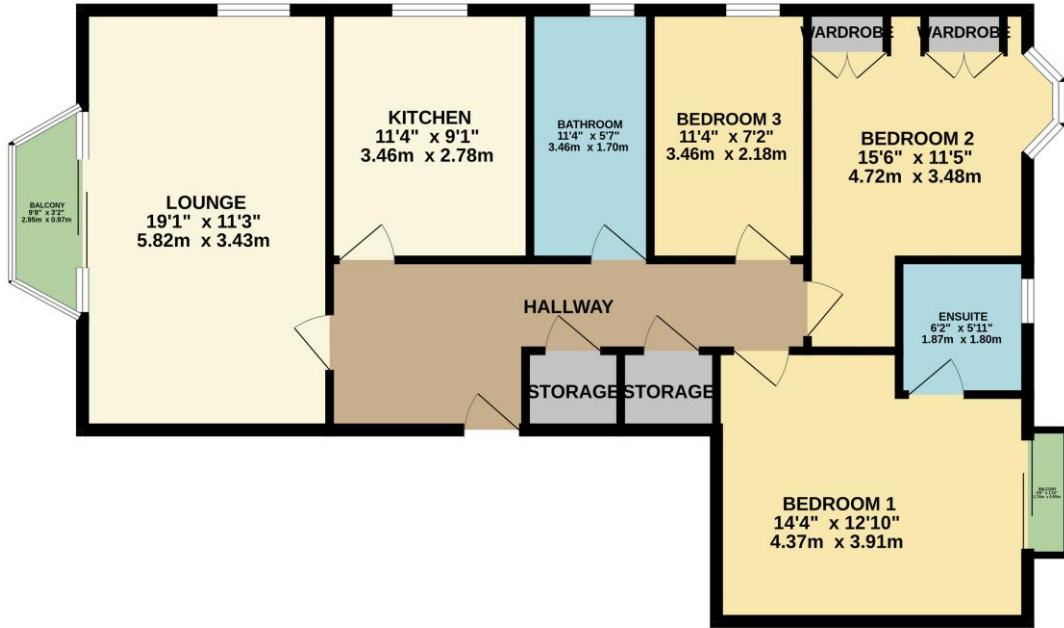 WARDROBE
WARDROBE
KITCHEN
11'4" x 9'1"
3.46m x 2.78m
BATHROOM
11'4" x 5'7"
3.46m x 1.70m
BEDROOM 3
11'4" x 7'2"
3.46m x 2.18m
BEDROOM 2
15'6" x 11'5"
4.72m x 3.48m
BALCONY
9'8" x 3'2"
2.95m x 0.97m
LOUNGE
19'1" x 11'3"
5.82m x 3.43m
HALLWAY
ENSUITE
6'2" x 5'11"
1.87m x 1.80m
STORAGE
STORAGE
BEDROOM 1
14'4" x 12'10"
4.37m x 3.91m
BALCONY